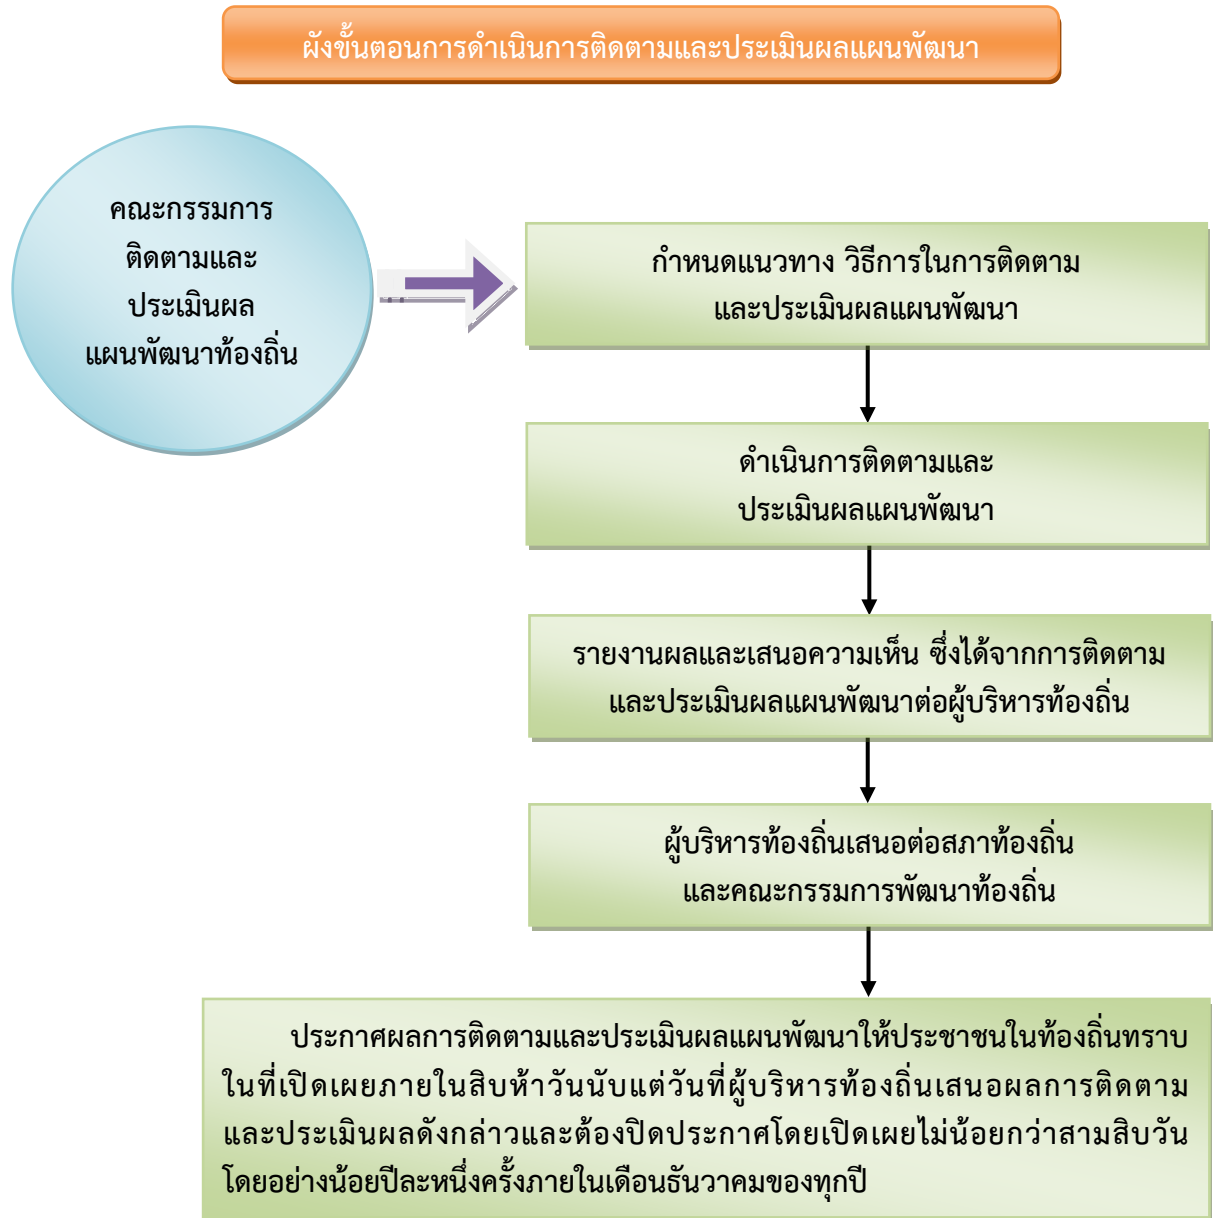 ผังขั้นตอนการดำเนินการติดตามและประเมินผลแผนพัฒนา
คณะกรรมการ
ติดตามและ
ประเมินผล
แผนพัฒนาท้องถิ่น
กำหนดแนวทาง วิธีการในการติดตาม
และประเมินผลแผนพัฒนา
ดำเนินการติดตามและ
ประเมินผลแผนพัฒนา
รายงานผลและเสนอความเห็น ซึ่งได้จากการติดตาม
และประเมินผลแผนพัฒนาต่อผู้บริหารท้องถิ่น
ผู้บริหารท้องถิ่นเสนอต่อสภาท้องถิ่น
และคณะกรรมการพัฒนาท้องถิ่น
ประกาศผลการติดตามและประเมินผลแผนพัฒนาให้ประชาชนในท้องถิ่นทราบ
ในที่เปิดเผยภายในสิบห้าวันนับแต่วันที่ผู้บริหารท้องถิ่นเสนอผลการติดตาม
และประเมินผลดังกล่าวและต้องปิดประกาศโดยเปิดเผยไม่น้อยกว่าสามสิบวัน
โดยอย่างน้อยปีละหนึ่งครั้งภายในเดือนธันวาคมของทุกปี